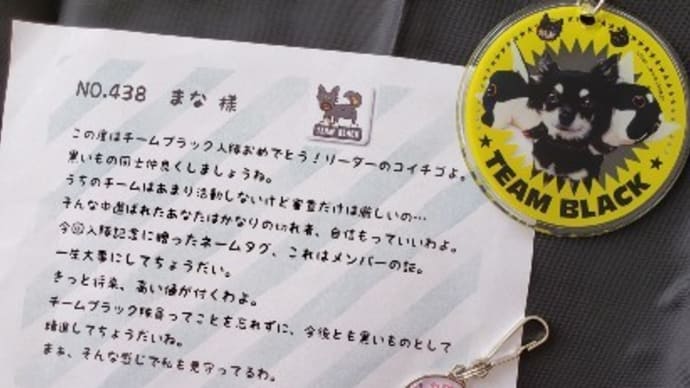 NO.438 まな 様
TEAM BLACK
この度はチームブラック入隊おめでとう！リーダーのコイチゴよ。
黒いもの同士仲良くしましょうね。
うちのチームはあまり活動しないけど審査だけは厳しいの…
そんな中選ばれたあなたはかなりの切れ者、自信もっていいわよ。
今回入隊記念に贈ったネームタグ、これはメンバーの証。
一生大事にしてちょうだい。
きっと将来、高い値が付くわよ。
チームブラック隊員ってことを忘れずに、今後とも黒いものとして
精進してちょうだいね。
まぁ、そんな感じで私も見守ってるわ。
TEAM BLACK